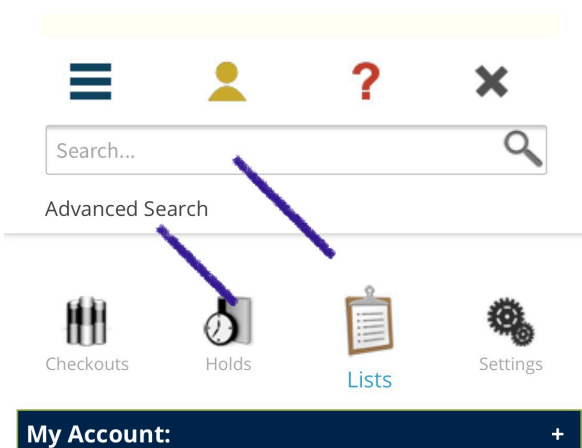 ?
Search...
Advanced Search
Checkouts Holds Lists Settings
My Account: +